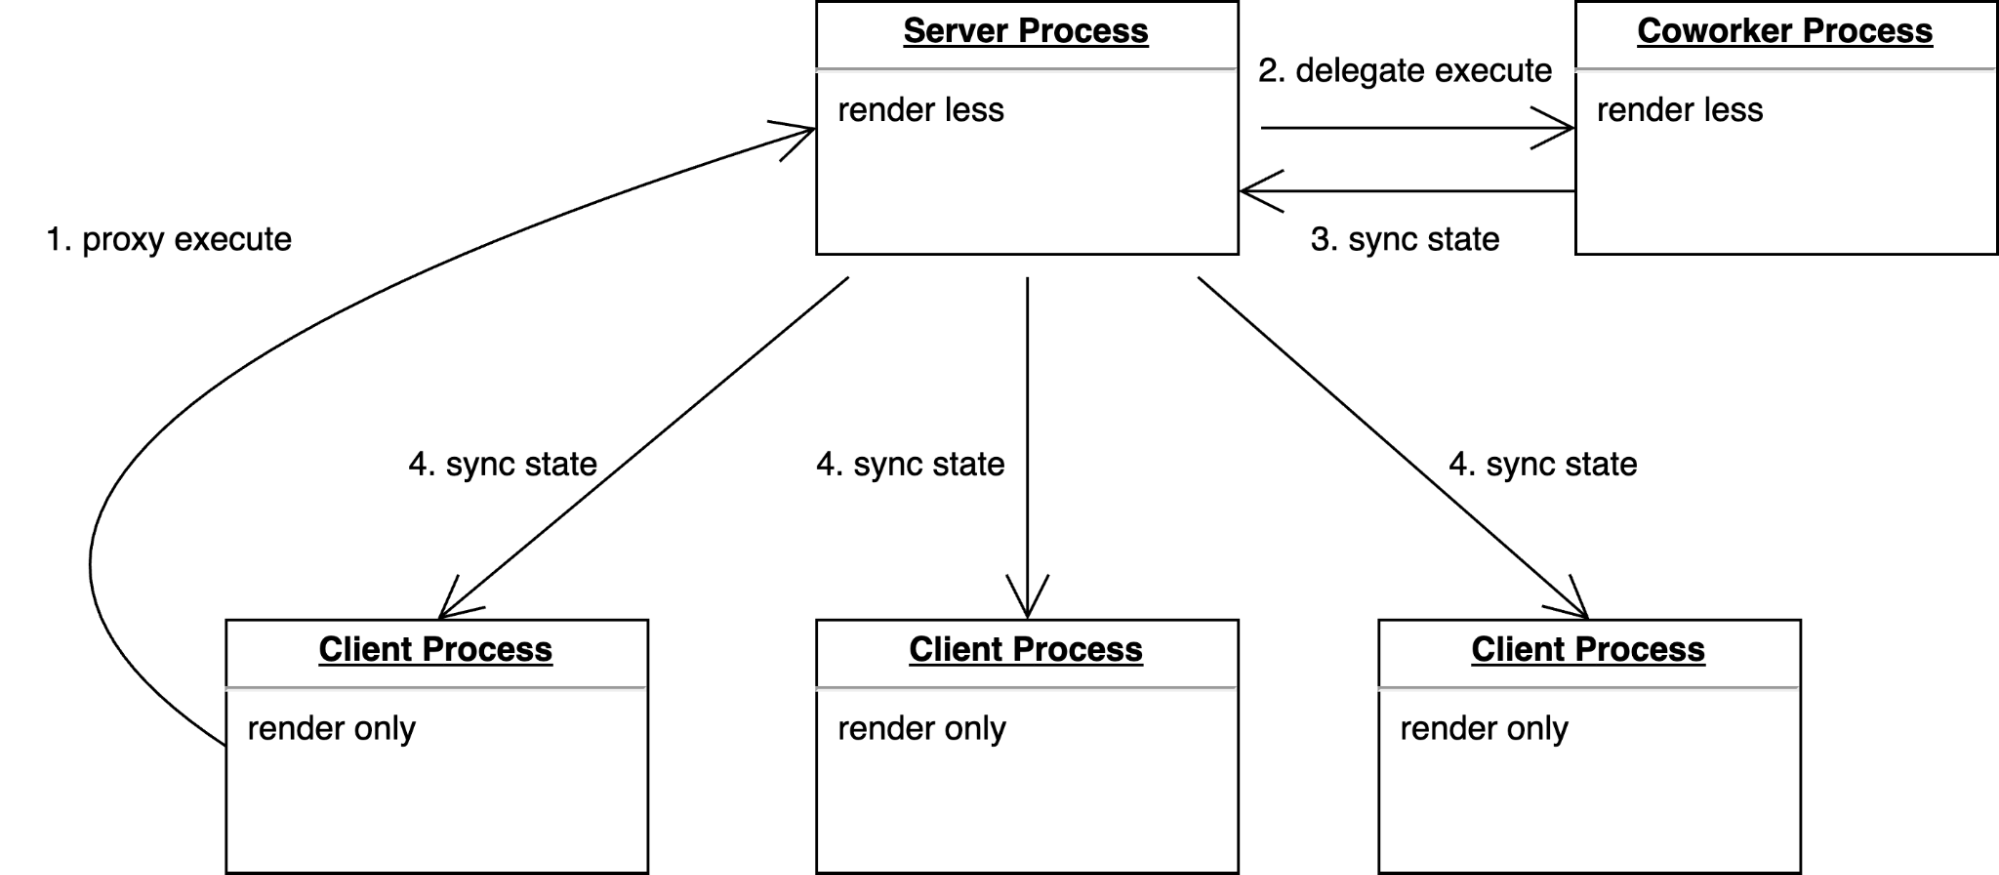 Server Process
Coworker Process
2. delegate execute
render less
render less
1. proxy execute
3. sync state
4. sync state
4. sync state
4. sync state
Client Process
Client Process
Client Process
render only
render only
render only